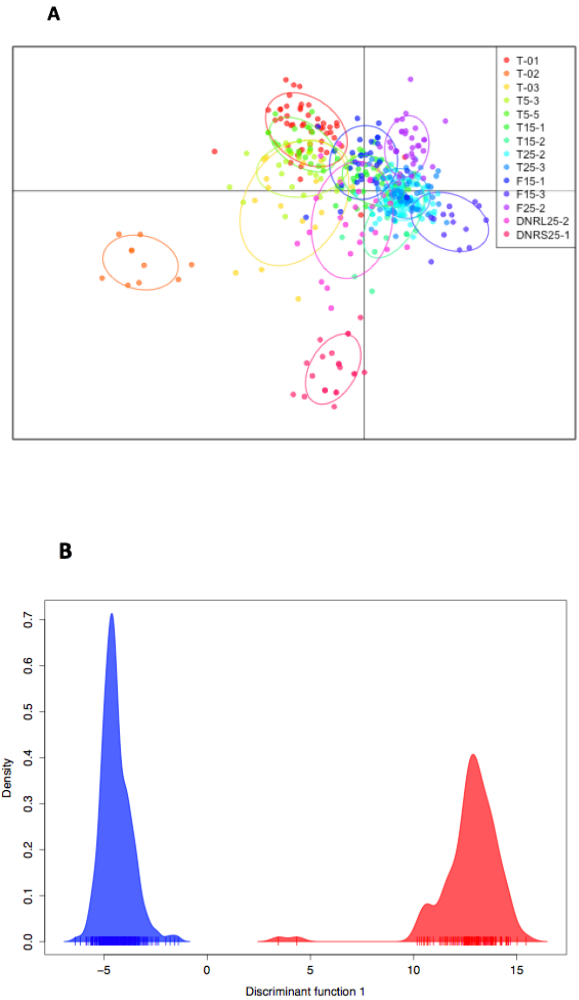 A
T-01
T-02
T-03
T5-3
T5-5
T15-1
T15-2
T25-2
T25-3
F15-1
F15-3
F25-2
DNRL25-2
DNRS25-1
B
0.7
0.6
0.5
0.4
0.3
0.2
0.1
0.0
Density
−5 0 5 10 15
Discriminant function 1